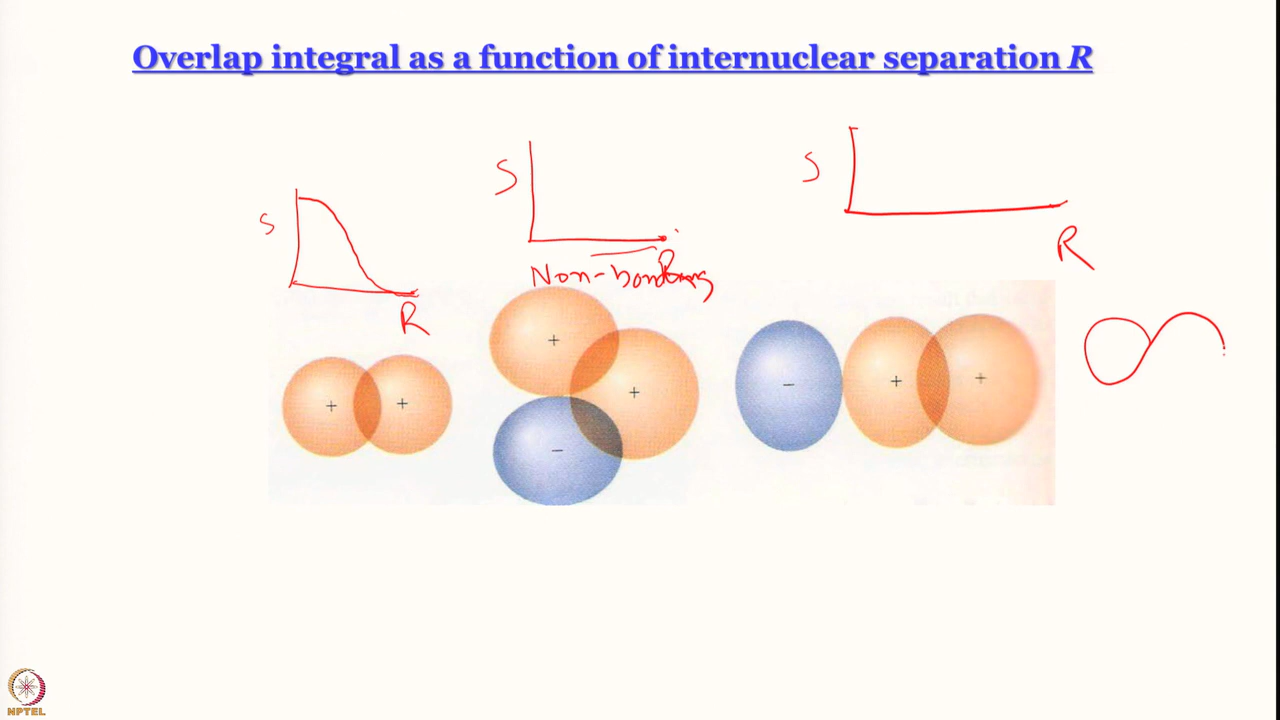 Overlap integral as a function of internuclear separation R
S
R
S
R
Non-bonding
S
R
+
+
+
+
-
-
+
+
NPTEL